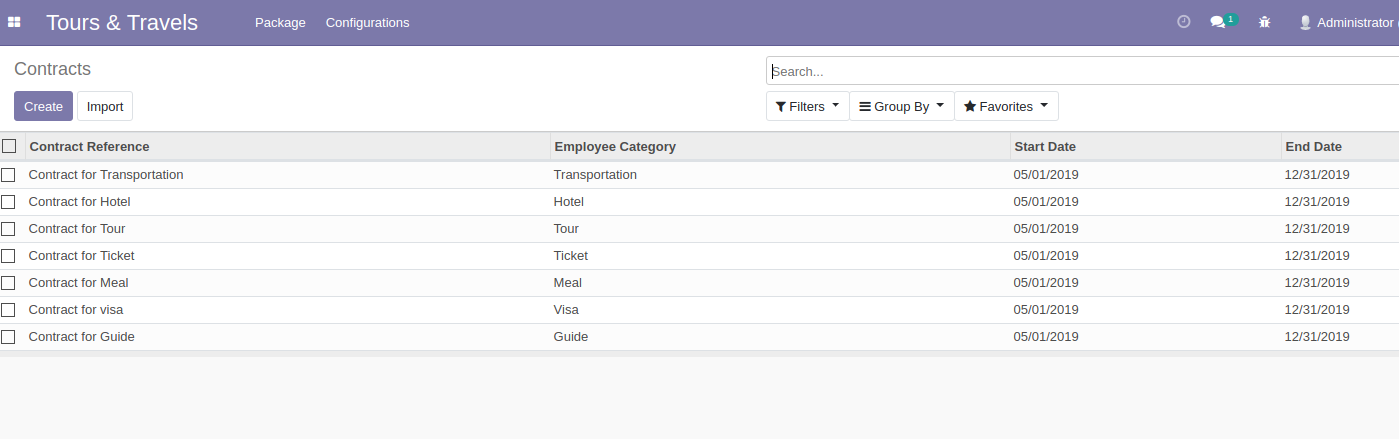 Tours & Travels Package Configurations 1 Administrator
Contracts Search...
Create Import Filters Group By Favorites
Contract Reference Employee Category Start Date End Date
Contract for Transportation Transportation 05/01/2019 12/31/2019
Contract for Hotel Hotel 05/01/2019 12/31/2019
Contract for Tour Tour 05/01/2019 12/31/2019
Contract for Ticket Ticket 05/01/2019 12/31/2019
Contract for Meal Meal 05/01/2019 12/31/2019
Contract for visa Visa 05/01/2019 12/31/2019
Contract for Guide Guide 05/01/2019 12/31/2019